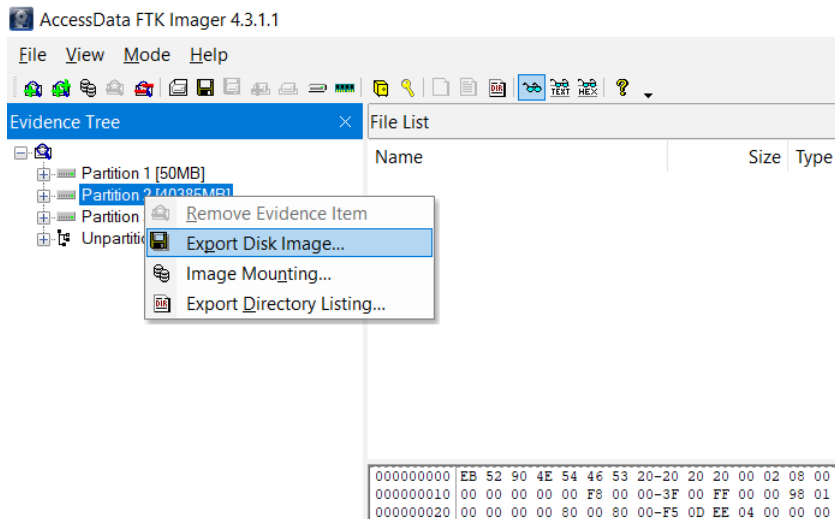 AccessData FTK Imager 4.3.1.1
File View Mode Help
TEXT HEX
Evidence Tree
File List
Name Size Type
Partition 1 [50MB]
Partition 2 [40385MB]
Partition
Unpartiti
Remove Evidence Item
Export Disk Image...
Image Mounting...
DIR Export Directory Listing...
000000000 EB 52 90 4E 54 46 53 20-20 20 20 00 02 08 00
000000010 00 00 00 00 00 F8 00 00-3F 00 FF 00 00 98 01
000000020 00 00 00 00 80 00 80 00-F5 0D EE 04 00 00 00